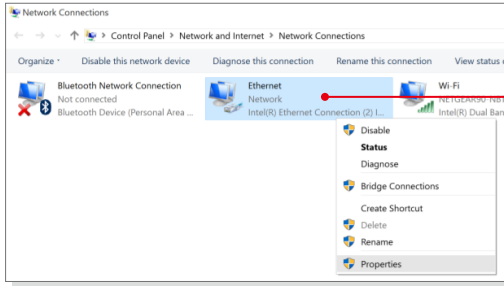 Network Connections
Control Panel > Network and Internet > Network Connections
Organize Disable this network device Diagnose this connection Rename this connection View status
Bluetooth Network Connection
Not connected
Bluetooth Device (Personal Area ...
Ethernet
Network
Intel(R) Ethernet Connection (2) I...
Wi-Fi
Intel(R) Dual Ban
Disable
Status
Diagnose
Bridge Connections
Create Shortcut
Delete
Rename
Properties